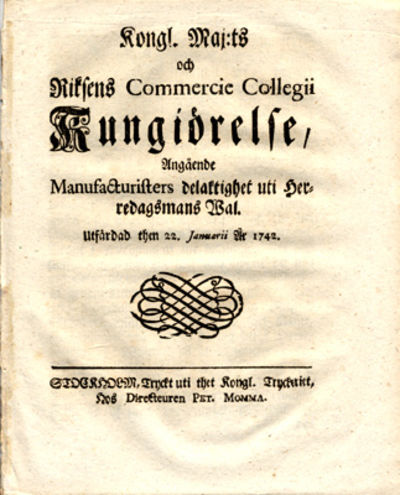 Kongl. Maj:ts
och
Riksens Commercie Collegii
Kungiörelse,
Angående
Manufacturisters delaktighet uti Her-
redagsmans Wal.
Utfärdad then 22. Januarii År 1742.
STOCKHOLM, Tryckt uti thet Kongl. Tryckeriet,
Hos Directeuren PET. MOMMA.